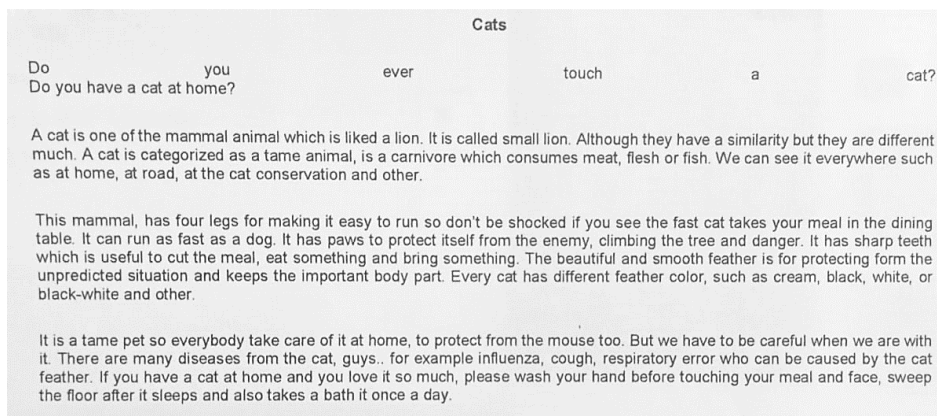 Cats
Do you ever touch a cat?
Do you have a cat at home?
A cat is one of the mammal animal which is liked a lion. It is called small lion. Although they have a similarity but they are different
much. A cat is categorized as a tame animal, is a carnivore which consumes meat, flesh or fish. We can see it everywhere such
as at home, at road, at the cat conservation and other.
This mammal, has four legs for making it easy to run so don't be shocked if you see the fast cat takes your meal in the dining
table. It can run as fast as a dog. It has paws to protect itself from the enemy, climbing the tree and danger. It has sharp teeth
which is useful to cut the meal, eat something and bring something. The beautiful and smooth feather is for protecting form the
unpredicted situation and keeps the important body part. Every cat has different feather color, such as cream, black, white, or
black-white and other.
It is a tame pet so everybody take care of it at home, to protect from the mouse too. But we have to be careful when we are with
it. There are many diseases from the cat, guys.. for example influenza, cough, respiratory error who can be caused by the cat
feather. If you have a cat at home and you love it so much, please wash your hand before touching your meal and face, sweep
the floor after it sleeps and also takes a bath it once a day.